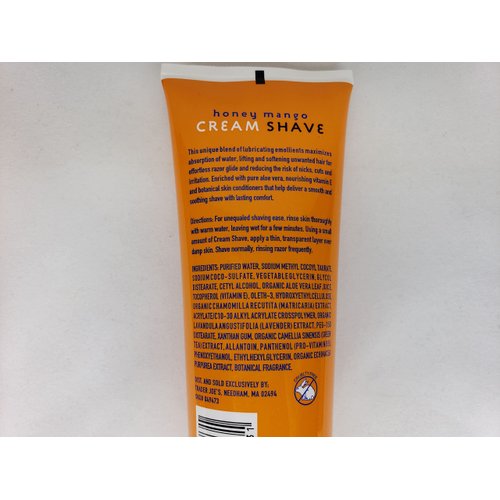 honey mango
CREAM SHAVE
This unique blend of lubricating emollients maximizes
absorption of water, lifting and softening unwanted hair for
effortless razor glide and reducing the risk of nicks, cuts and
irritation. Enriched with pure aloe vera, nourishing vitamin E
and botanical skin conditioners that help deliver a smooth and
soothing shave with lasting comfort.
Directions: For unequaled shaving ease, rinse skin thoroughly
with warm water, leaving wet for a few minutes. Using a small
amount of Cream Shave, apply a thin, transparent layer over
damp skin. Shave normally, rinsing razor frequently.
INGREDIENTS: PURIFIED WATER, SODIUM METHYL COCOYL TAURATE,
SODIUM COCO-SULFATE, VEGETABLE GLYCERIN, GLYCOL
DISTEARATE, CETYL ALCOHOL, ORGANIC ALOE VERA LEAF JUICE,
TOCOPHEROL (VITAMIN E), OLETH-3, HYDROXYETHYLCELLULOSE,
ORGANIC CHAMOMILLA RECUTITA (MATRICARIA) EXTRACT,
ACRYLATE/C10-30 ALKYL ACRYLATE CROSSPOLYMER, ORGANIC
LAVANDULA ANGUSTIFOLIA (LAVENDER) EXTRACT, PEG-150
DISTEARATE, XANTHAN GUM, ORGANIC CAMELLIA SINENSIS (GREEN
TEA) EXTRACT, ALLANTOIN, PANTHENOL (PRO-VITAMIN B5),
PHENOXYETHANOL, ETHYLHEXYLGLYCERIN, ORGANIC ECHINACEA
PURPUREA EXTRACT, BOTANICAL FRAGRANCE.
DIST. AND SOLD EXCLUSIVELY BY:
TRADER JOE'S, NEEDHAM, MA 02494